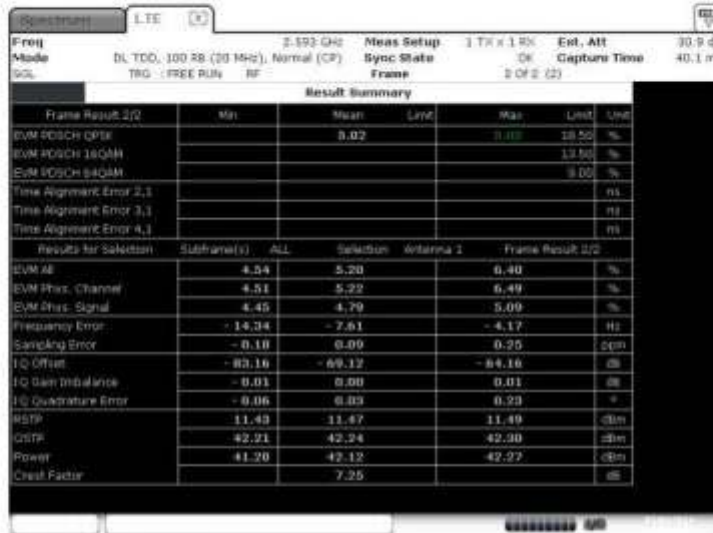 Spectrum LTE X
Freq 2.593 GHz Meas Setup 1 TX x 1 RX Ext. Att
Mode DL TDD, 100 RB (20 MHz), Normal (CP) Sync State OK Capture Time 40.1 m
SGL TRG : FREE RUN RF Frame 2 Of 2 (2)
Result Summary
Frame Result 2/2 Min Mean Limit Max Limit Unit
EVM PDSCH QPSK 5.02 18.50 %
EVM PDSCH 16QAM 13.50 %
EVM PDSCH 64QAM 9.00 %
Time Alignment Error 2,1 ns
Time Alignment Error 3,1 ns
Time Alignment Error 4,1 ns
Results for Selection Subframe(s) ALL Selection Antenna 1 Frame Result 2/2
EVM All 4.54 5.20 6.40 %
EVM Phys. Channel 4.51 5.22 6.49 %
EVM Phys. Signal 4.45 4.79 5.09 %
Frequency Error - 14.34 - 7.61 - 4.17 Hz
Sampling Error - 0.18 0.09 0.25 ppm
IQ Offset - 83.16 - 69.12 - 64.16 dB
IQ Gain Imbalance - 0.01 0.00 0.01 dB
IQ Quadrature Error - 0.06 0.03 0.23 °
RSTP 11.43 11.47 11.49 dBm
OSTP 42.21 42.24 42.30 dBm
Power 41.20 42.12 42.27 dBm
Crest Factor 7.25 dB